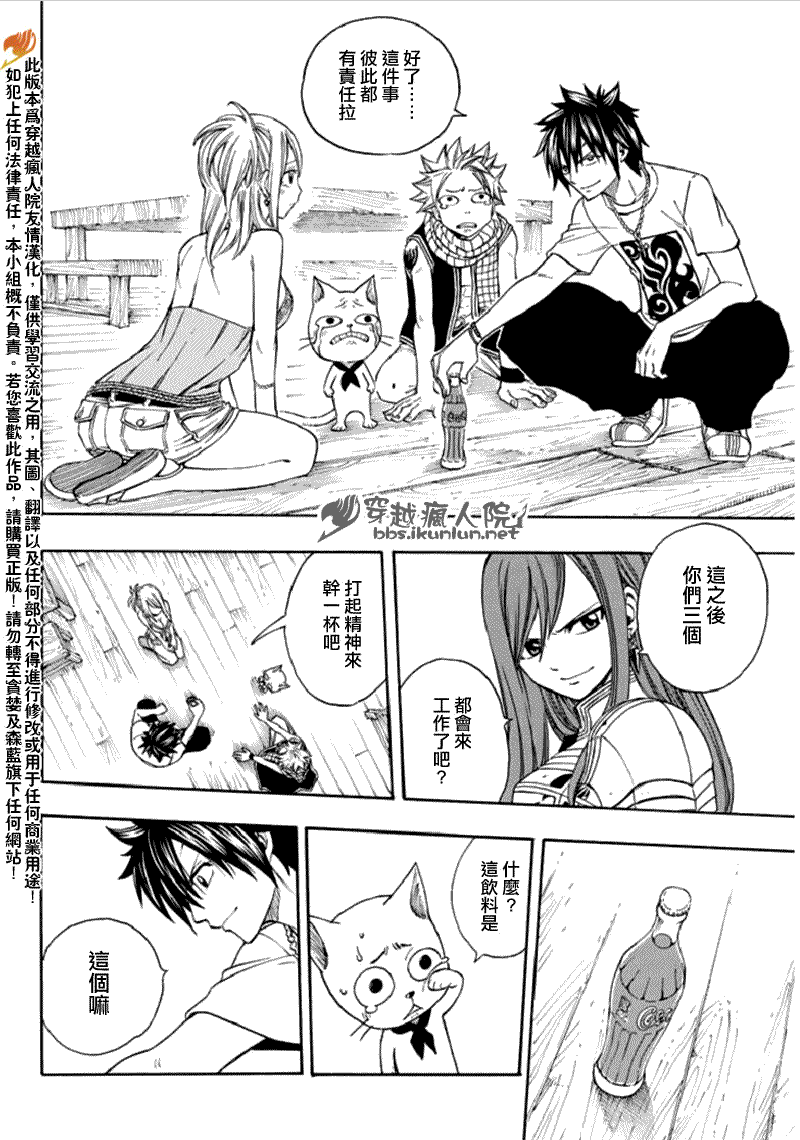 好了……
這件事
彼此都
有責任拉
穿越瘋人院
bbs.ikunlun.net
這之後
你們三個
都會來
工作了吧？
打起精神來
幹一杯吧
什麼？
這飲料是
這個嘛
此版本爲穿越瘋人院友情漢化，僅供學習交流之用，其圖、翻譯以及任何部分不得進行修改或用于任何商業用途！
如犯上任何法律責任，本小組概不負責。若您喜歡此作品，請購買正版！請勿轉至貪婪及森藍旗下任何網站！